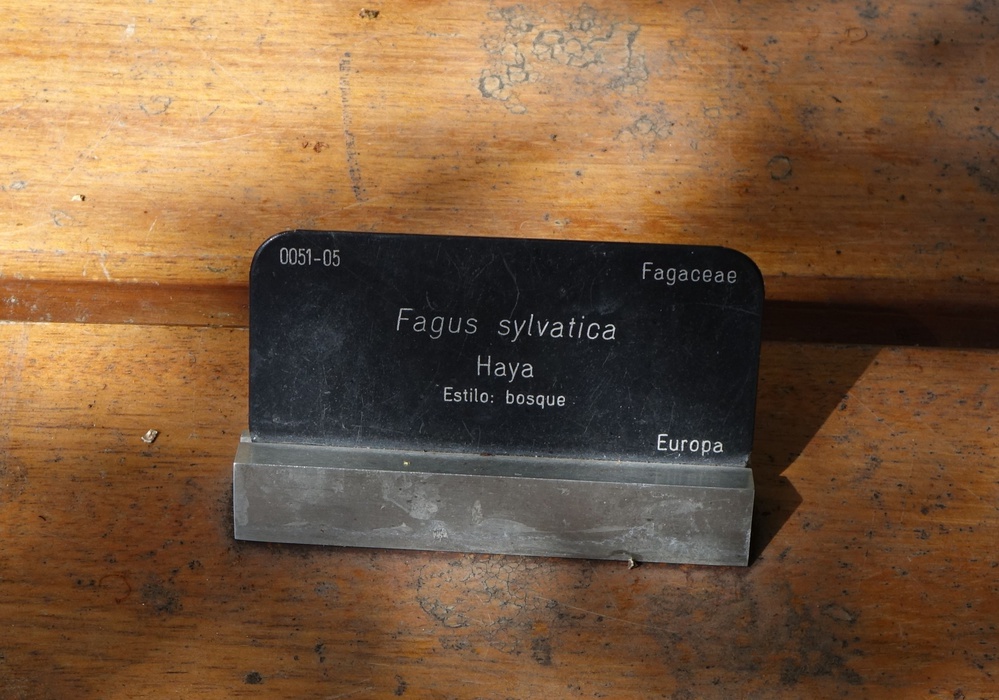 0051-05
Fagaceae
Fagus sylvatica
Haya
Estilo: bosque
Europa